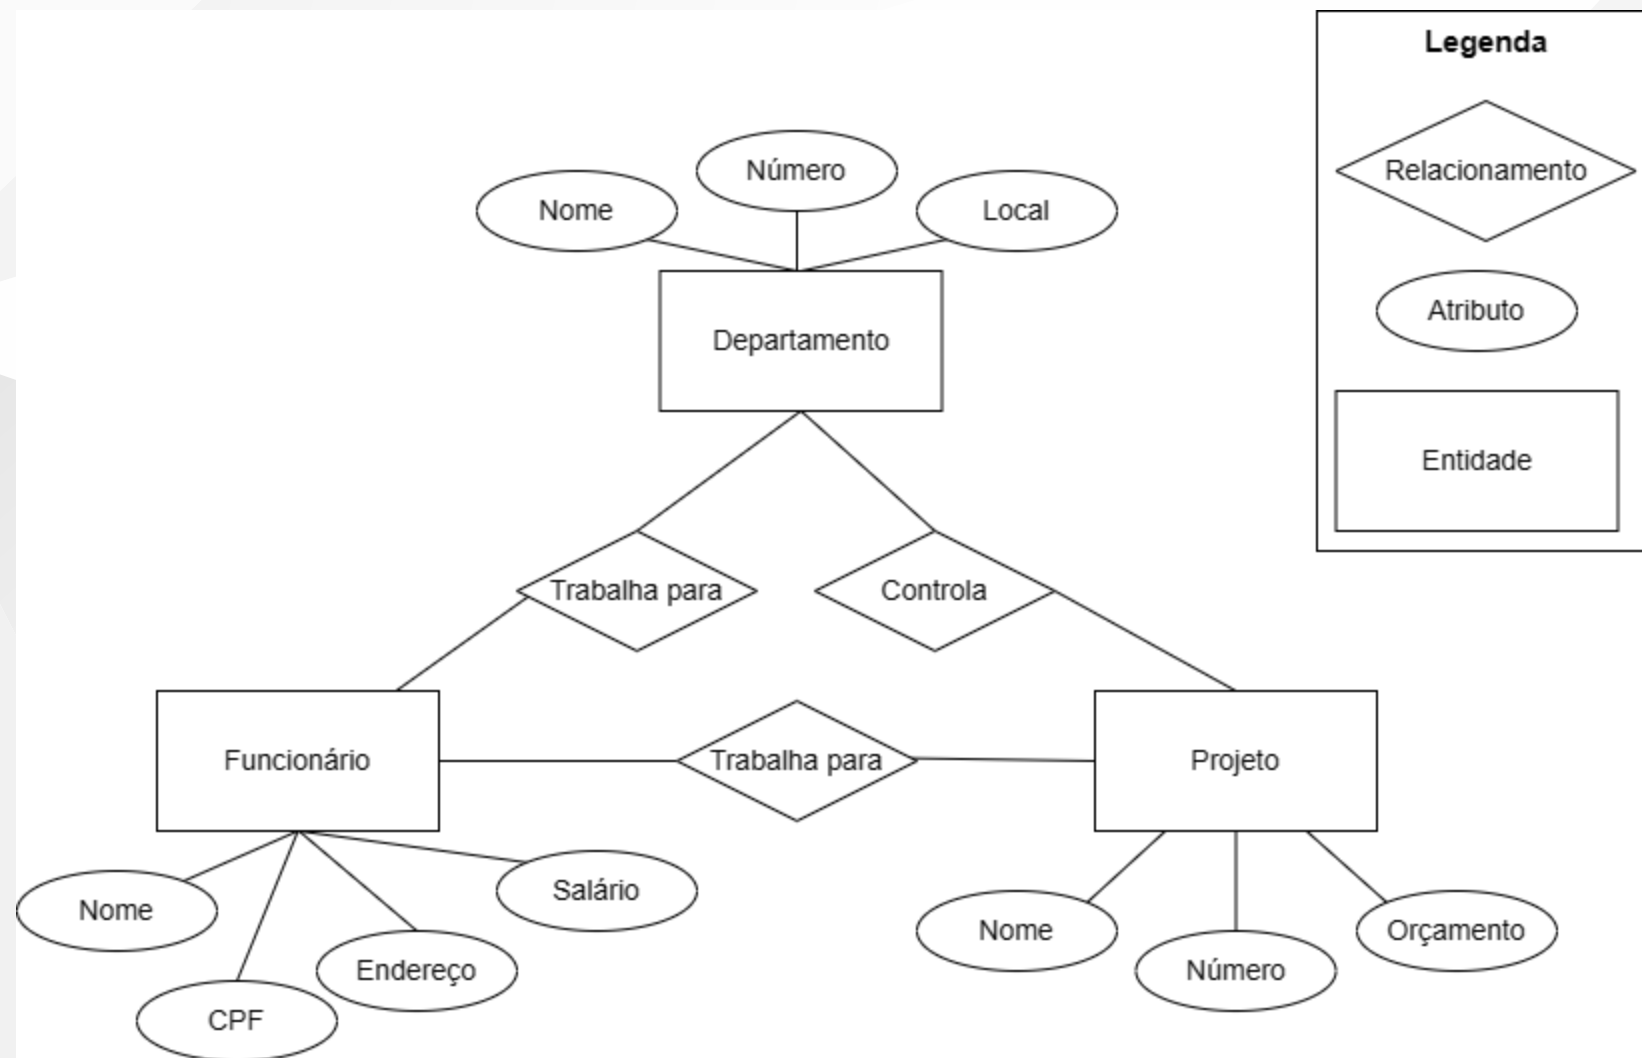 Legenda
Relacionamento
Atributo
Entidade
Nome
Número
Local
Departamento
Trabalha para
Controla
Funcionário
Trabalha para
Projeto
Nome
CPF
Endereço
Salário
Nome
Número
Orçamento